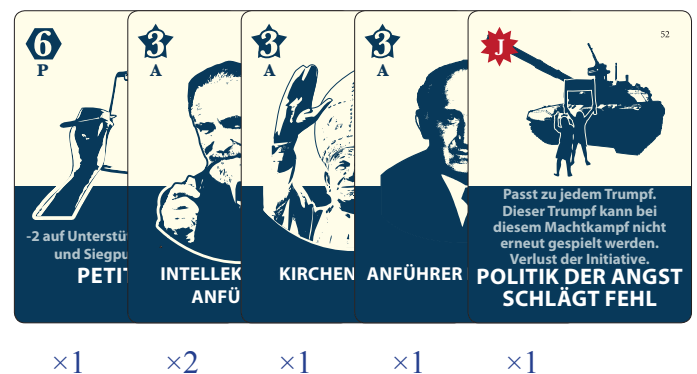 6
P
-2 auf Unterstü
und Siegpu
PETIT
3
A
INTELLEK
ANFÜ
3
A
KIRCHEN
3
A
ANFÜHRER
J
52
Passt zu jedem Trumpf.
Dieser Trumpf kann bei
diesem Machtkampf nicht
erneut gespielt werden.
Verlust der Initiative.
POLITIK DER ANGST
SCHLÄGT FEHL
×1
×2
×1
×1
×1